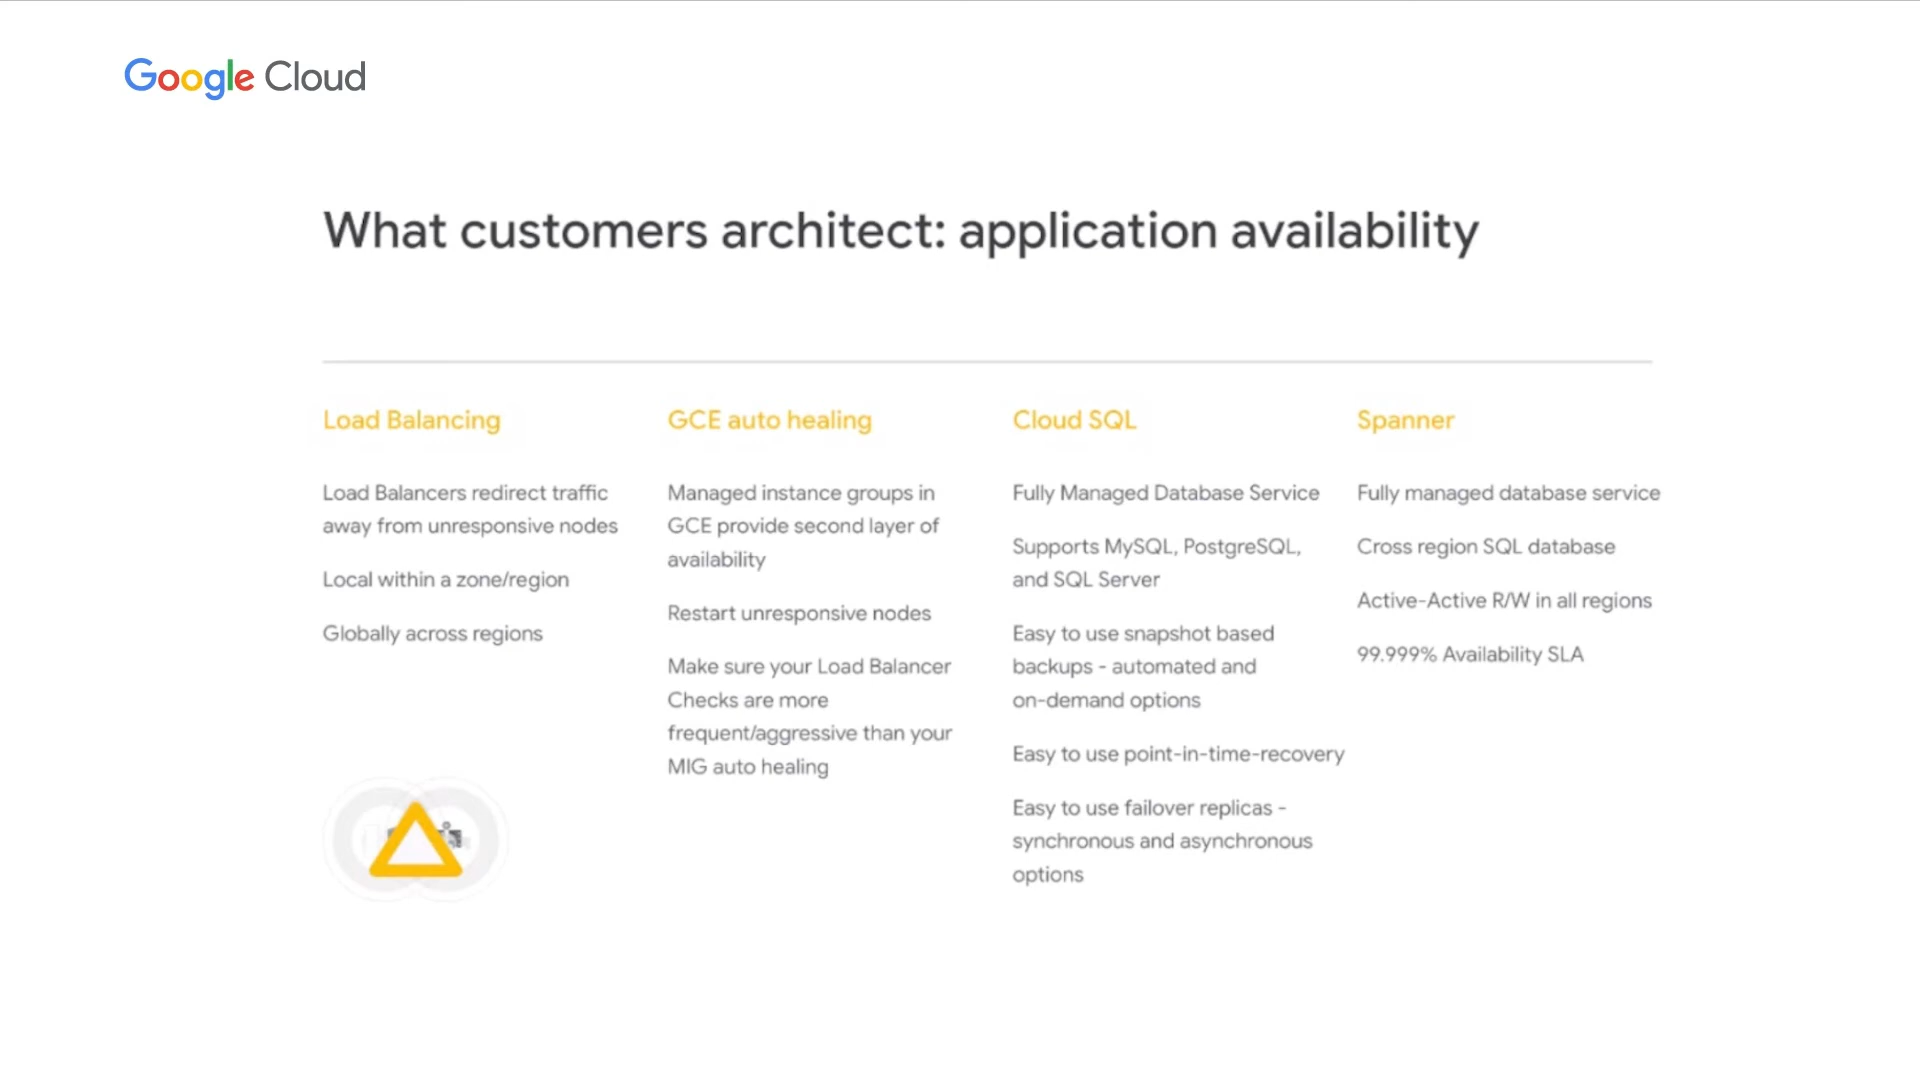 Google Cloud
What customers architect: application availability
Load Balancing
Load Balancers redirect traffic
away from unresponsive nodes
Local within a zone/region
Globally across regions
GCE auto healing
Managed instance groups in
GCE provide second layer of
availability
Restart unresponsive nodes
Make sure your Load Balancer
Checks are more
frequent/aggressive than your
MIG auto healing
Cloud SQL
Fully Managed Database Service
Supports MySQL, PostgreSQL,
and SQL Server
Easy to use snapshot based
backups - automated and
on-demand options
Easy to use point-in-time-recovery
Easy to use failover replicas -
synchronous and asynchronous
options
Spanner
Fully managed database service
Cross region SQL database
Active-Active R/W in all regions
99.999% Availability SLA